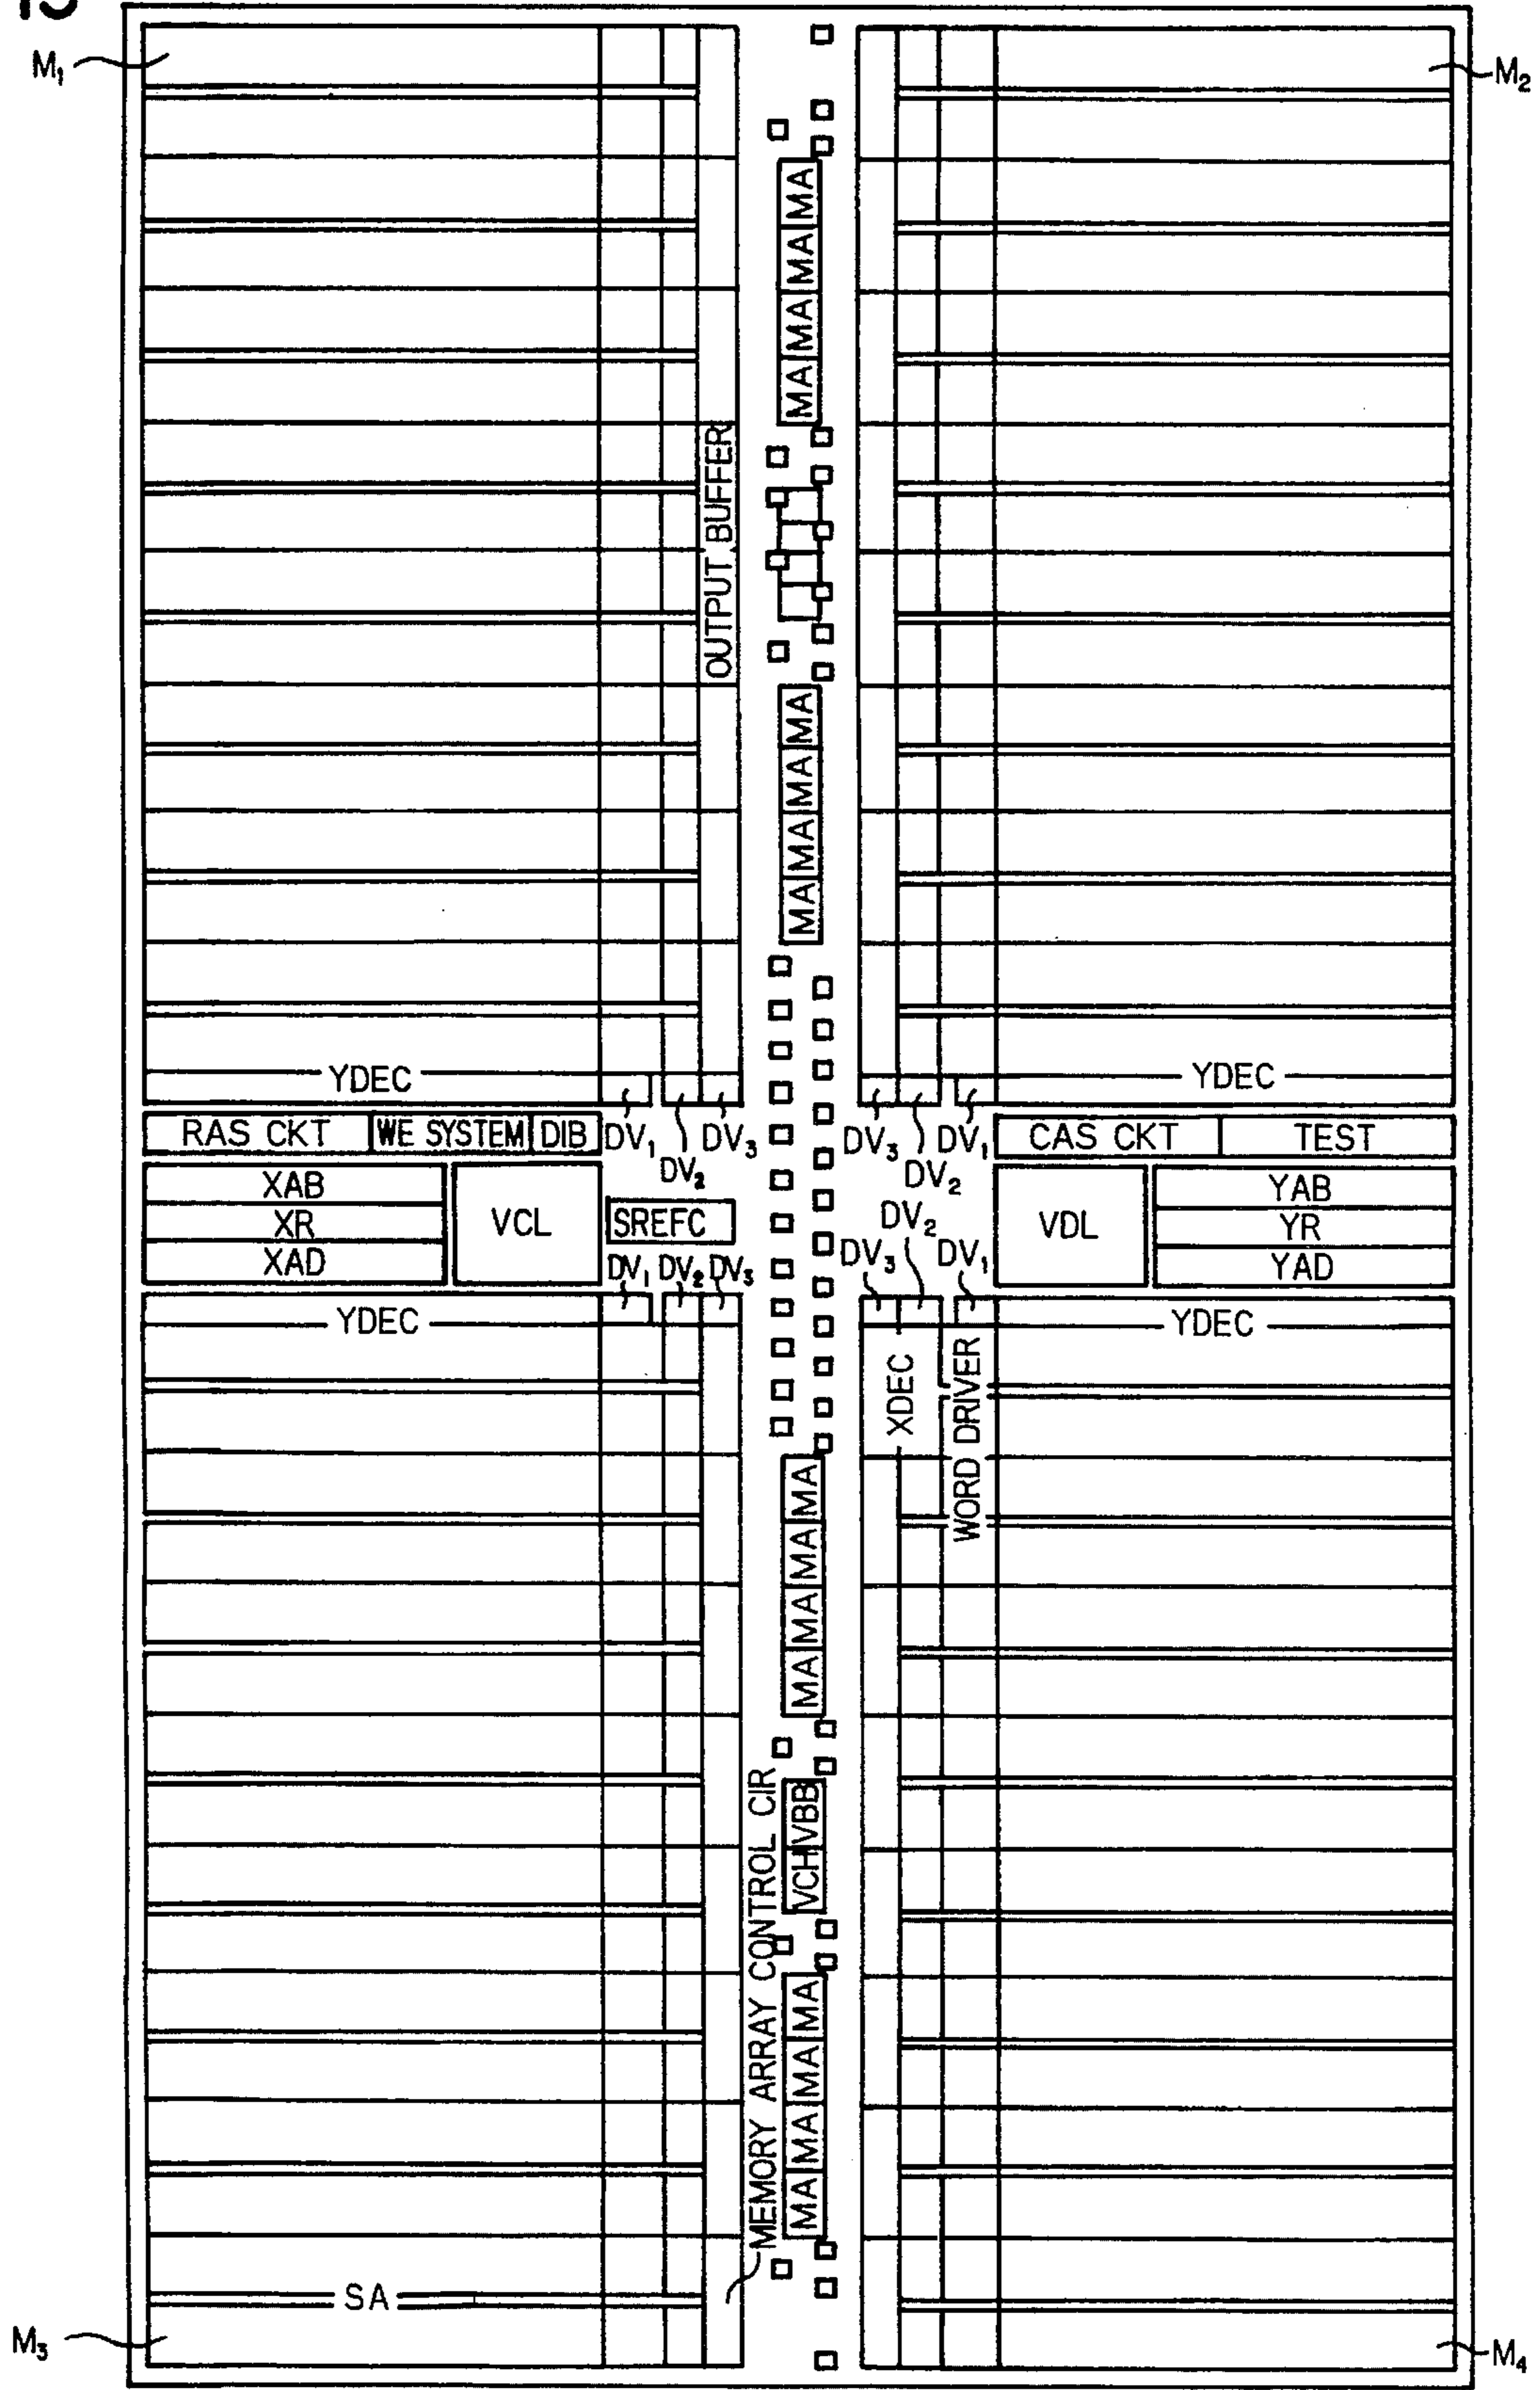 15
M₁
M₂
MA MA MA MA
OUTPUT BUFFER
MA MA MA MA
YDEC
YDEC
RAS CKT WE SYSTEM DIB DV₁ DV₂ DV₃
DV₃ DV₂ DV₁ CAS CKT TEST
XAB
XR
XAD
VCL
SREFC
VDL
YAB
YR
YAD
DV₁ DV₂ DV₃
DV₃ DV₂ DV₁
YDEC
YDEC
XDEC
WORD DRIVER
MA MA MA MA
VCH VBB
MEMORY ARRAY CONTROL CIR
MA MA MA MA
SA
M₃
M₄